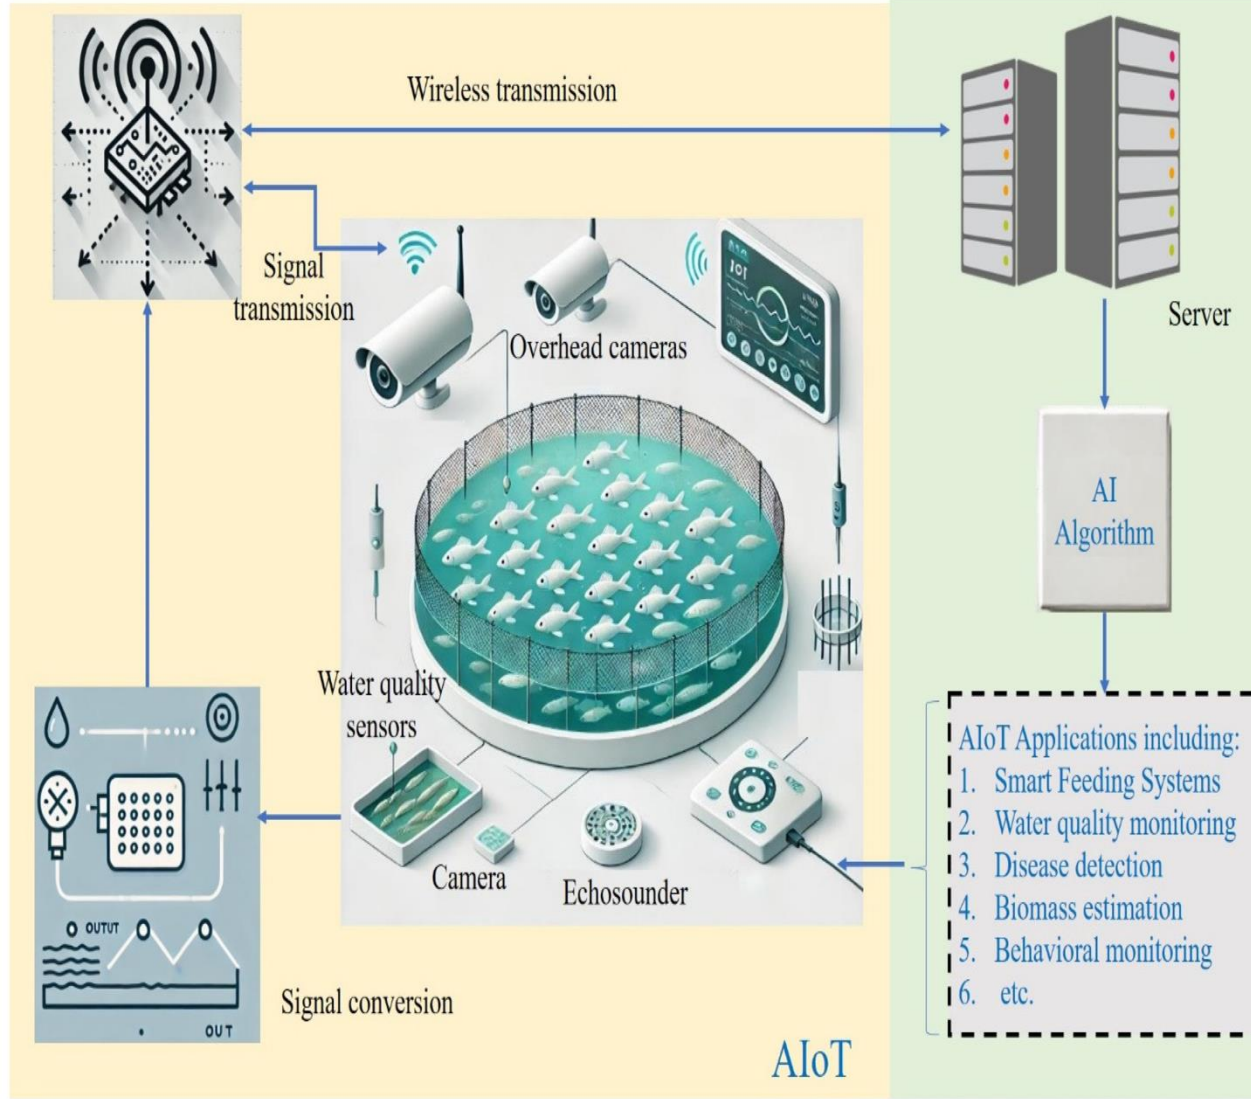 Wireless transmission
Signal
transmission
Overhead cameras
Server
AI
Algorithm
Water quality
sensors
Camera
Echosounder
AIoT Applications including:
1. Smart Feeding Systems
2. Water quality monitoring
3. Disease detection
4. Biomass estimation
5. Behavioral monitoring
6. etc.
OUTUT
OUT
Signal conversion
AIoT